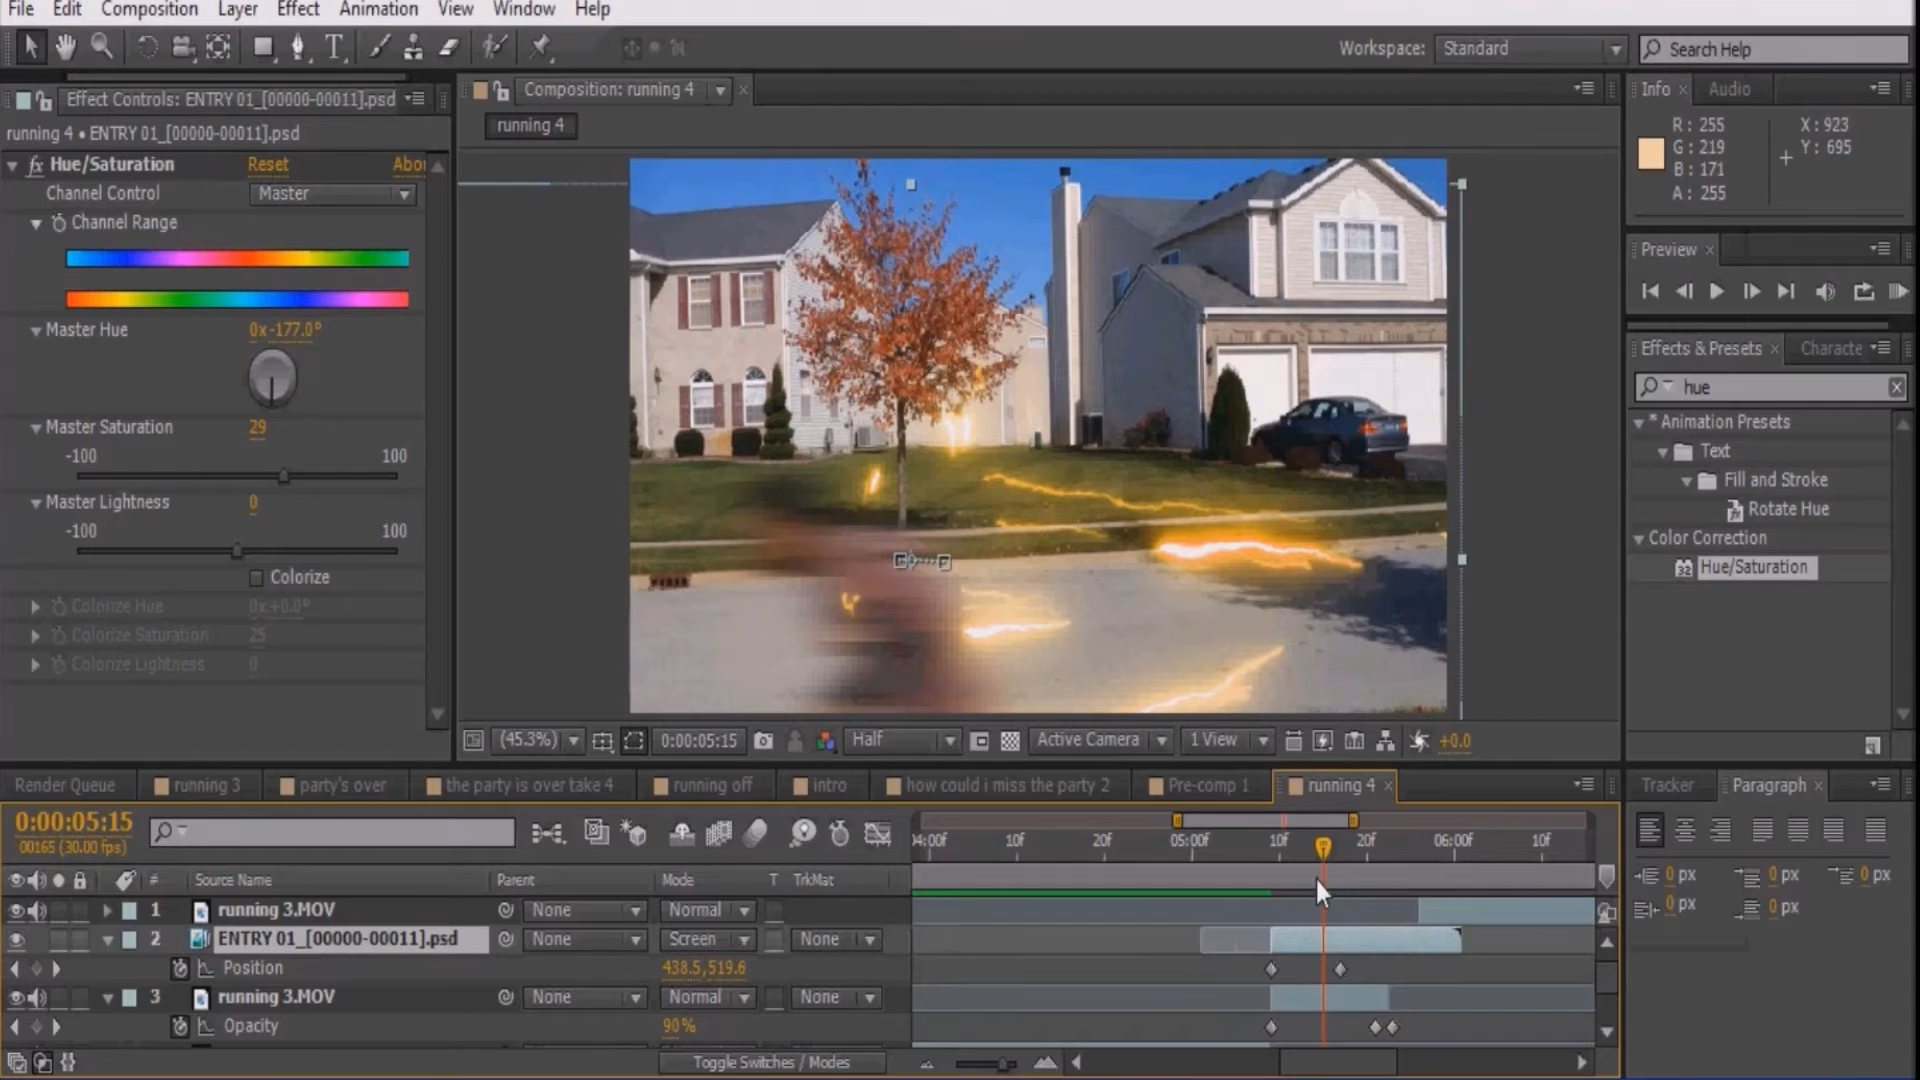 File Edit Composition Layer Effect Animation View Window Help
Workspace: Standard Search Help
Effect Controls: ENTRY 01_[00000-00011].psd
running 4 • ENTRY 01_[00000-00011].psd
fx Hue/Saturation Reset Abou
Channel Control Master
Channel Range
Master Hue 0x-177.0°
Master Saturation 29
-100 100
Master Lightness 0
-100 100
Colorize
Colorize Hue 0x+0.0°
Colorize Saturation 25
Colorize Lightness 0
Composition: running 4
running 4
(45.3%) 0:00:05:15 Half Active Camera 1 View +0.0
Info Audio
R: 255 X: 923
G: 219 Y: 695
B: 171
A: 255
Preview
Effects & Presets Characte
hue
* Animation Presets
Text
Fill and Stroke
Rotate Hue
Color Correction
32 Hue/Saturation
Render Queue running 3 party's over the party is over take 4 running off intro how could i miss the party 2 Pre-comp 1 running 4
0:00:05:15
00165 (30.00 fps)
):00f 10f 20f 05:00f 10f 20f 06:00f 10f
# Source Name Parent Mode T TrkMat
1 running 3.MOV None Normal
2 ENTRY 01_[00000-00011].psd None Screen None
Position 438.5,519.6
3 running 3.MOV None Normal None
Opacity 90%
Toggle Switches / Modes
Tracker Paragraph
0 px 0 px 0 px
0 px 0 px